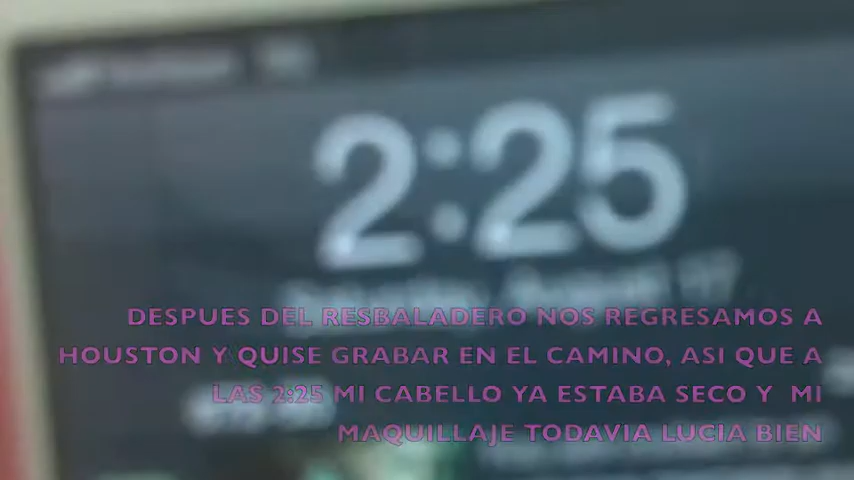 2:25
DESPUES DEL RESBALADERO NOS REGRESAMOS A
HOUSTON Y QUISE GRABAR EN EL CAMINO, ASI QUE A
LAS 2:25 MI CABELLO YA ESTABA SECO Y MI
MAQUILLAJE TODAVIA LUCIA BIEN